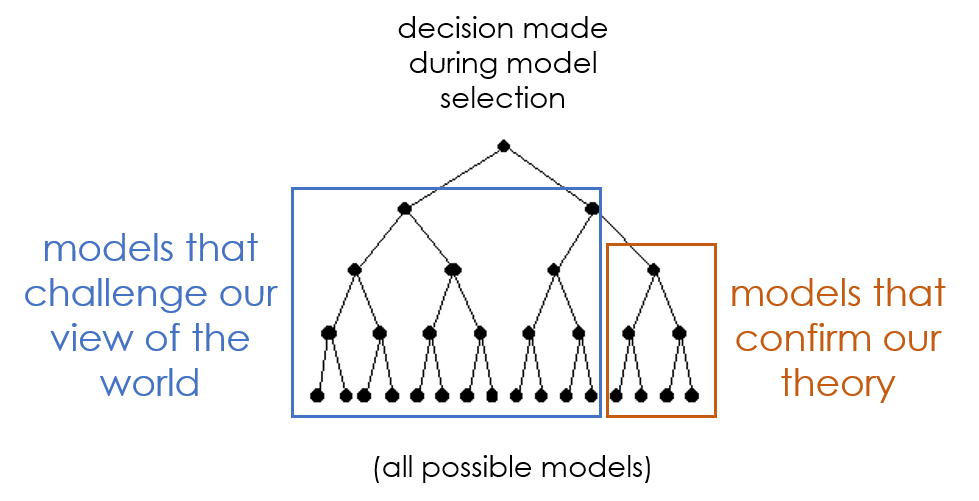 decision made
during model
selection
models that
challenge our
view of the
world
models that
confirm our
theory
(all possible models)